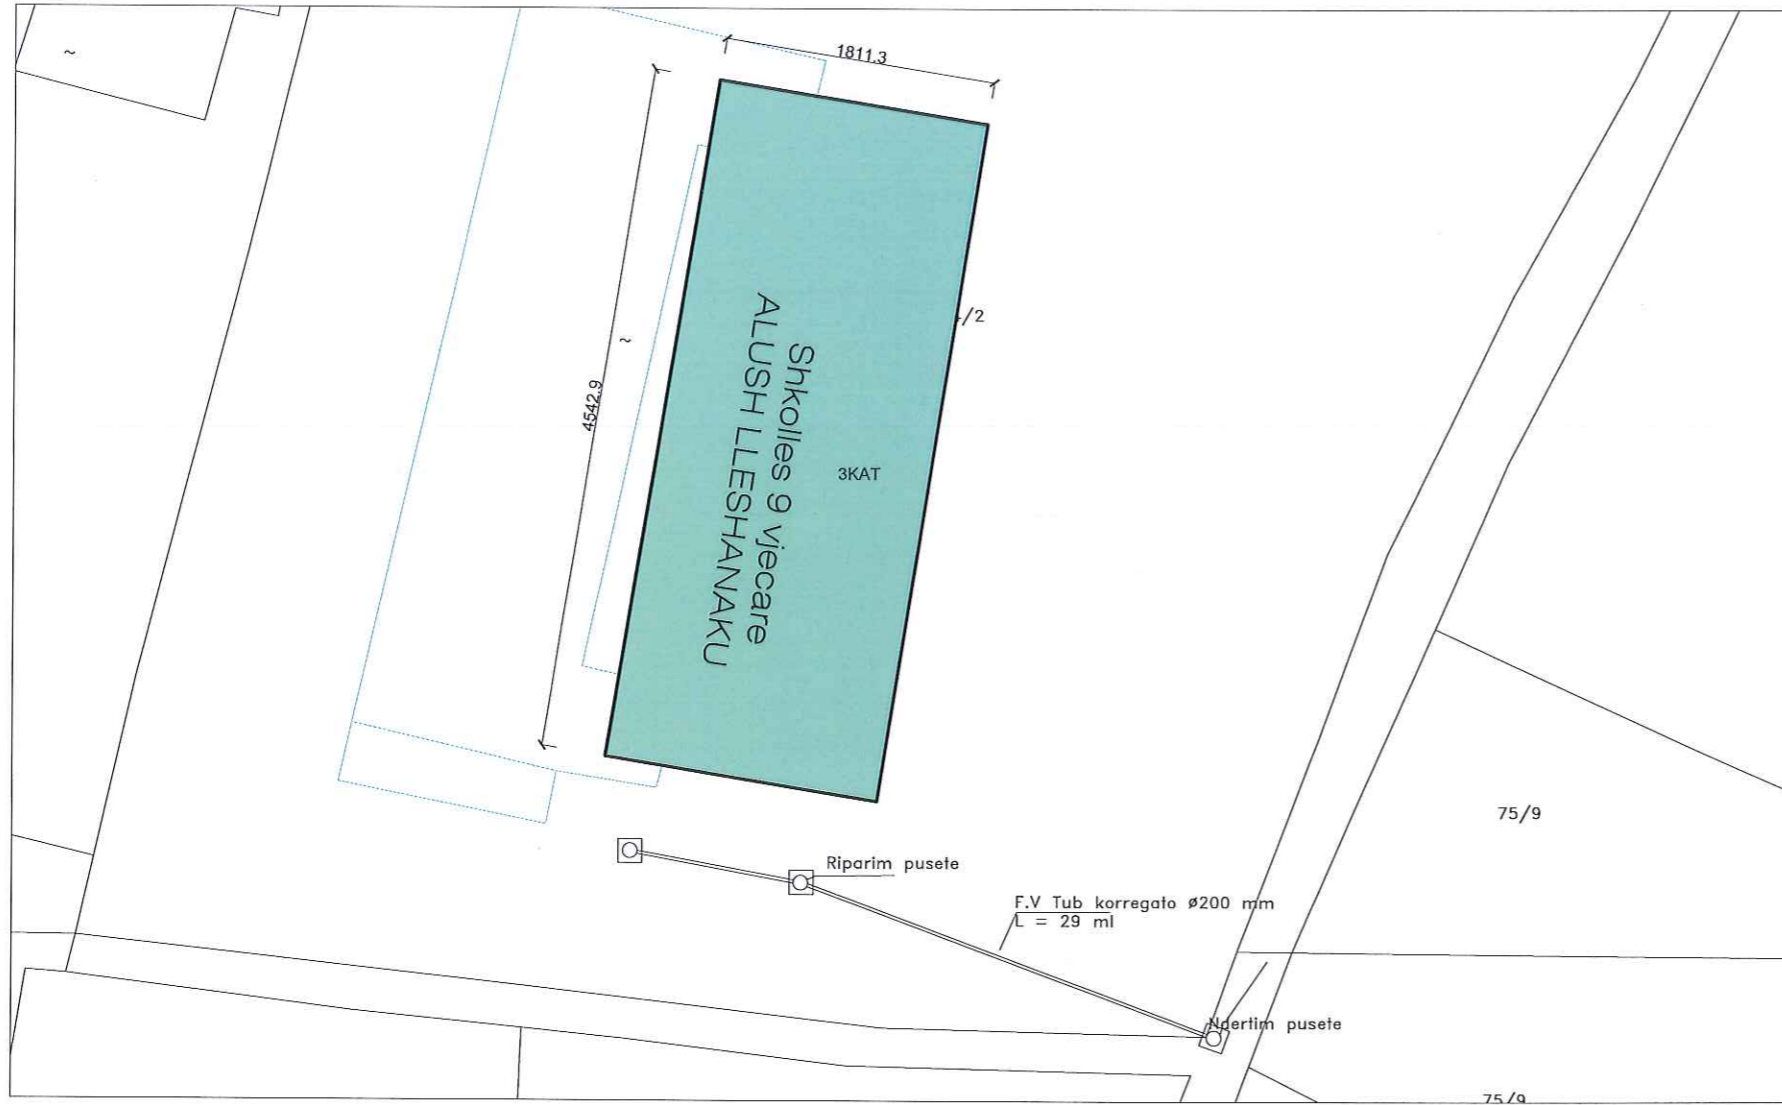 1811.3
4542.9
/2
Shkolles 9 vjecare
ALUSH LLESHANAKU
3KAT
75/9
Riparim pusete
F.V Tub korregato ø200 mm
L = 29 ml
Ndertim pusete
75/9